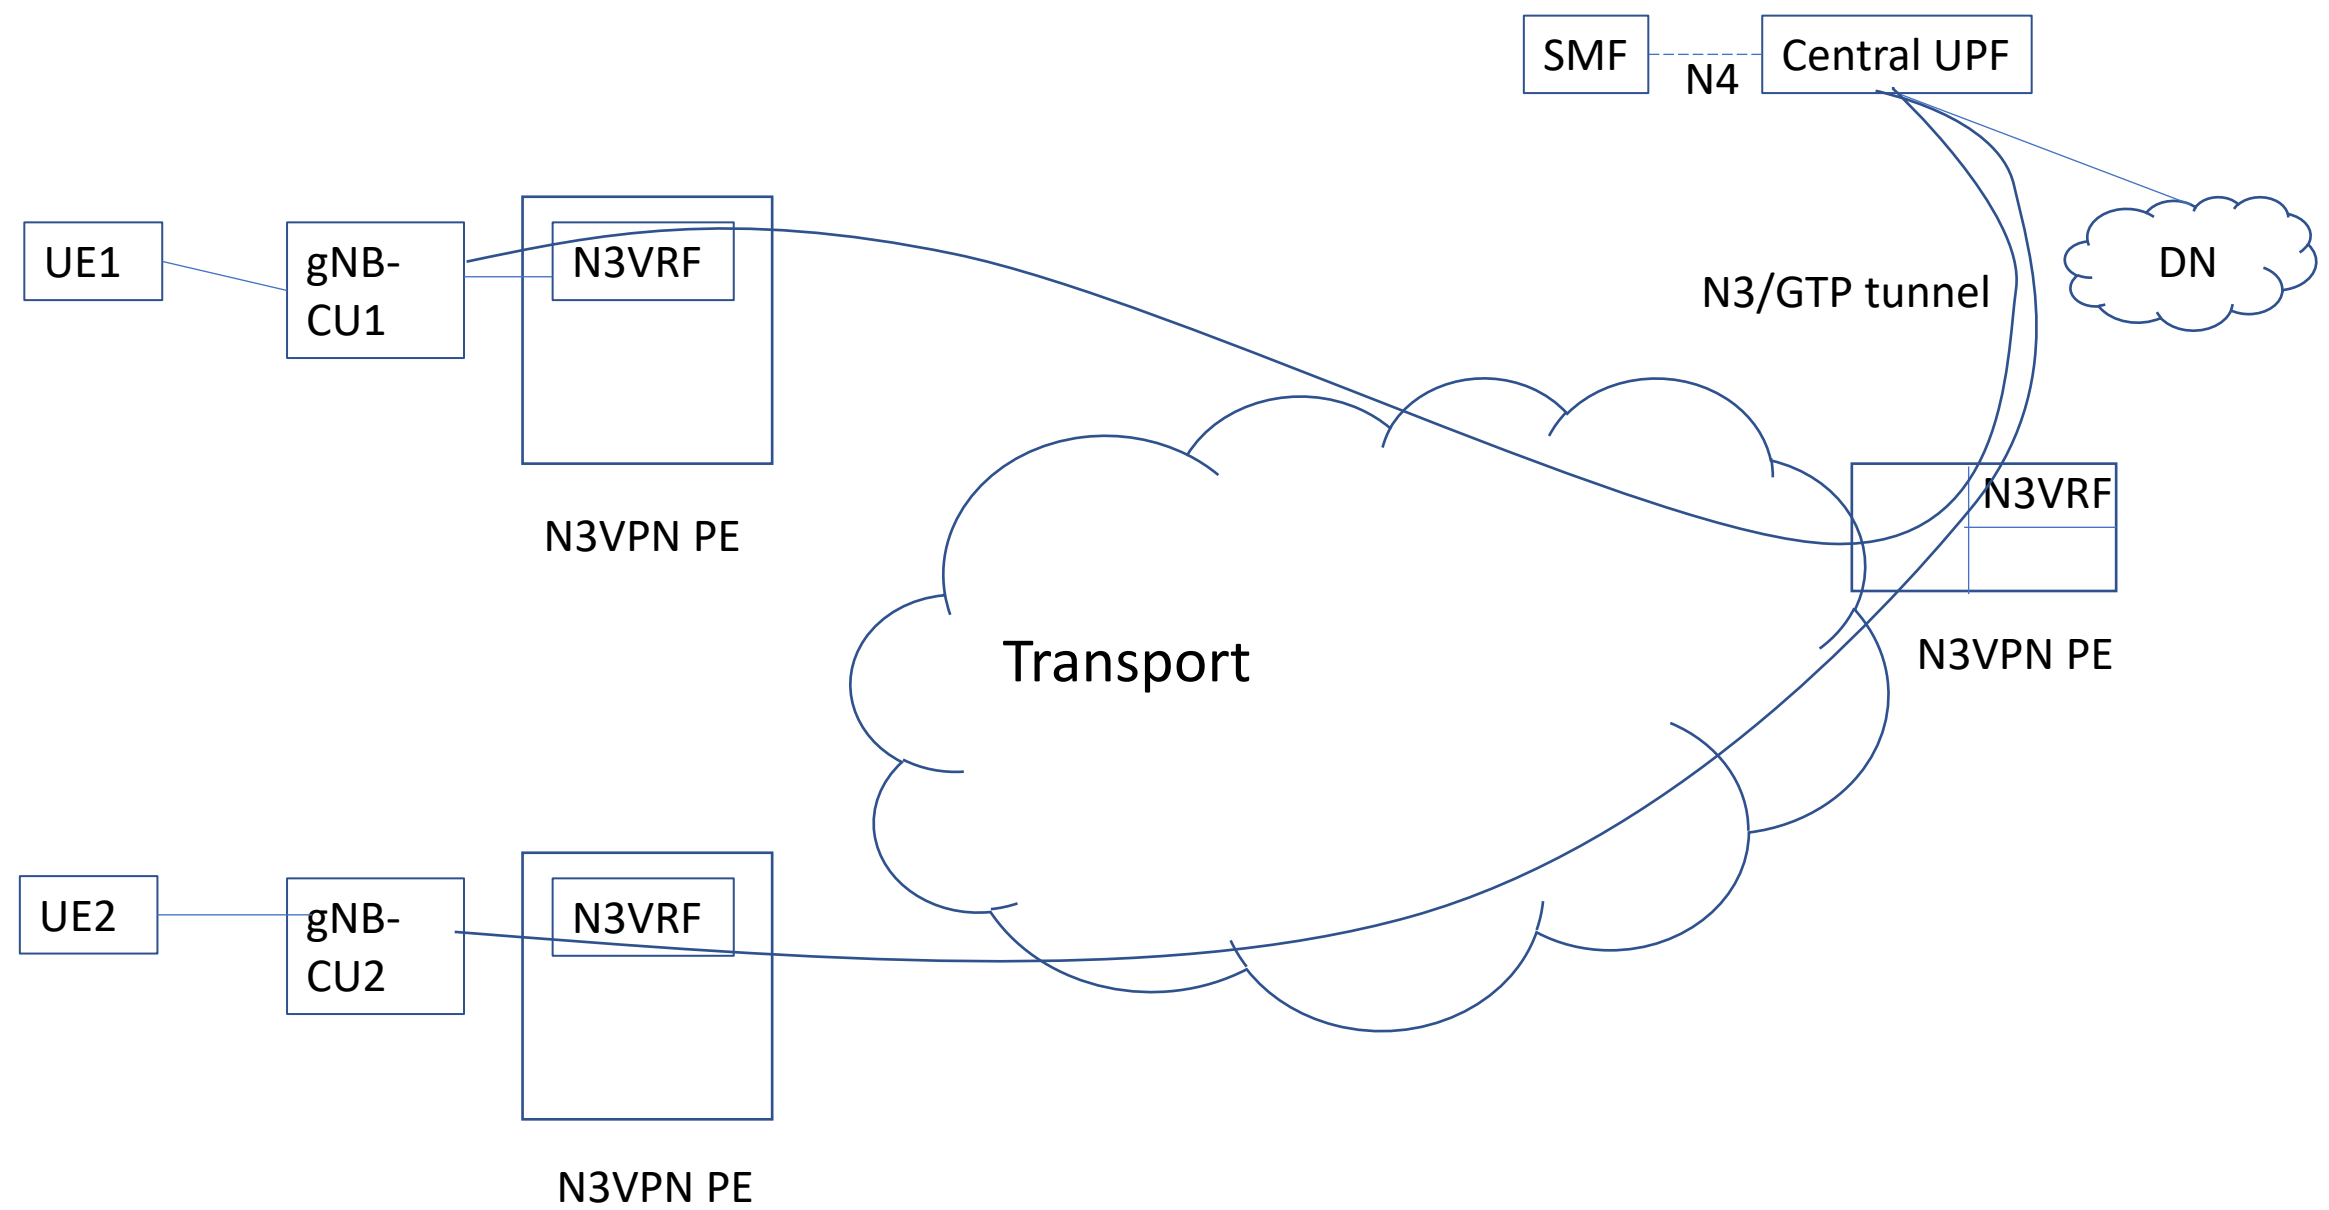 SMF
N4
Central UPF
UE1
gNB-
CU1
N3VRF
N3/GTP tunnel
DN
N3VPN PE
N3VRF
N3VPN PE
Transport
UE2
gNB-
CU2
N3VRF
N3VPN PE